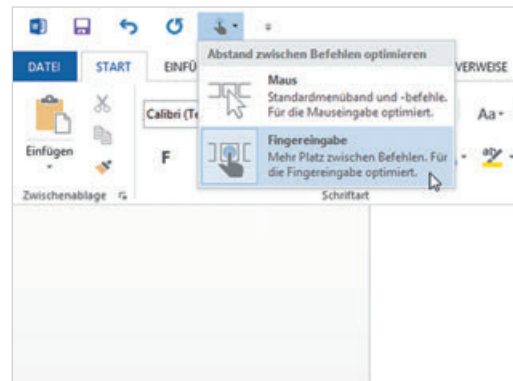 Abstand zwischen Befehlen optimieren
DATEI START EINFÜ VERWEISE
Maus
Standardmenüband und -befehle.
Für die Mauseingabe optimiert.
Calibri (Te Aa
Einfügen
Fingereingabe
Mehr Platz zwischen Befehlen. Für
die Fingereingabe optimiert.
F aby
Zwischenablage Schriftart